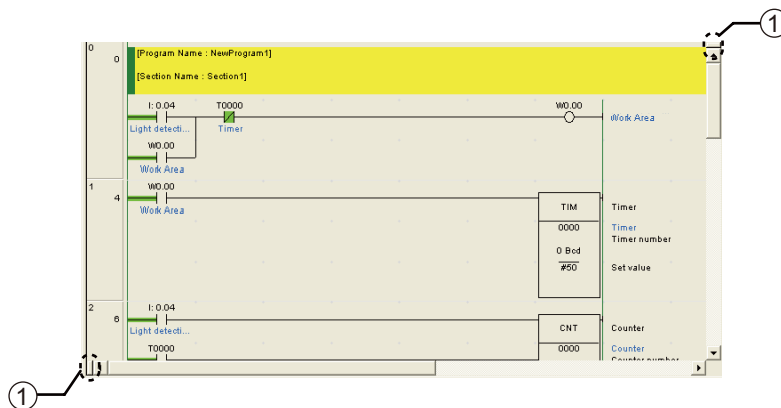 ①
0 0 [Program Name : NewProgram1]
[Section Name : Section1]
I: 0.04 T0000 W0.00
Work Area
Light detecti... Timer
W0.00
Work Area
1 4 W0.00
Work Area
TIM Timer
0000 Timer
Timer number
0 Bcd
#50 Set value
2 6 I: 0.04
Light detecti...
CNT Counter
T0000 0000 Counter
Counter number
①